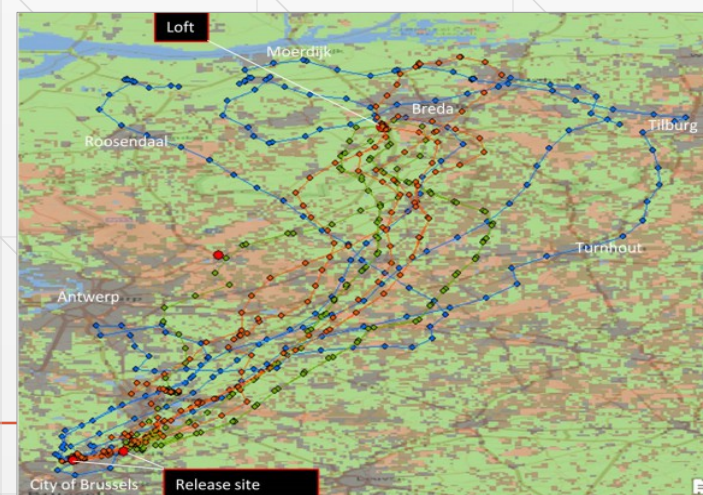 Loft
Moerdijk
Breda
Tilburg
Roosendaal
Turnhout
Antwerp
City of Brussels
Release site